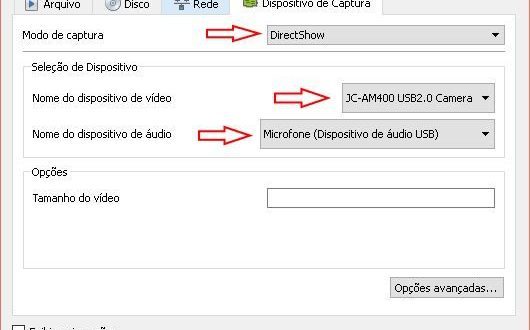 Arquivo Disco Rede Dispositivo de Captura
Modo de captura DirectShow
Seleção de Dispositivo
Nome do dispositivo de vídeo JC-AM400 USB2.0 Camera
Nome do dispositivo de áudio Microfone (Dispositivo de áudio USB)
Opções
Tamanho do vídeo
Opções avançadas...